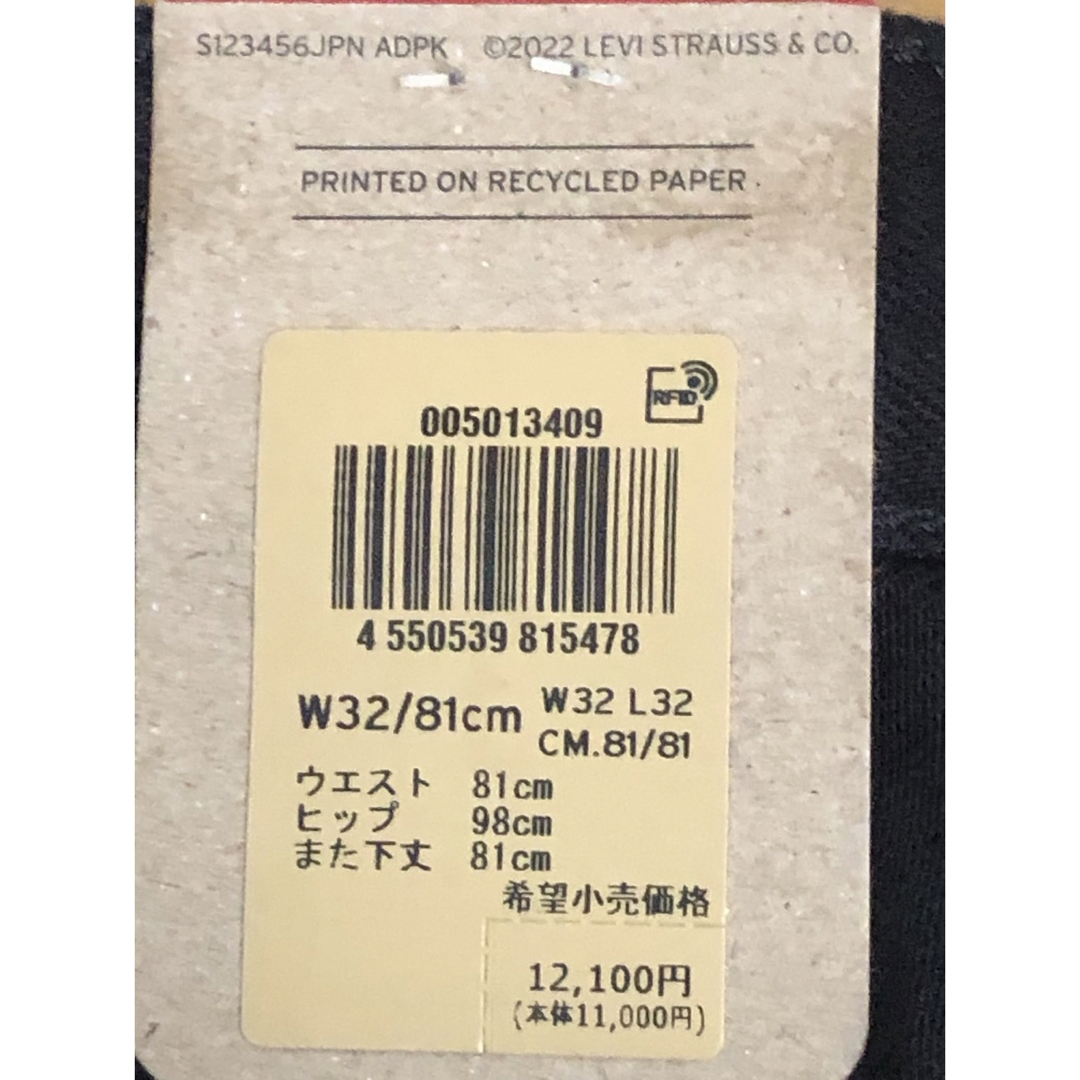 S123456JPN ADPK ©2022 LEVI STRAUSS & CO.
PRINTED ON RECYCLED PAPER
RFID
005013409
4 550539 815478
W32/81cm
W32 L32
CM.81/81
ウエスト 81cm
ヒップ 98cm
また下丈 81cm
希望小売価格
12,100円
(本体11,000円)